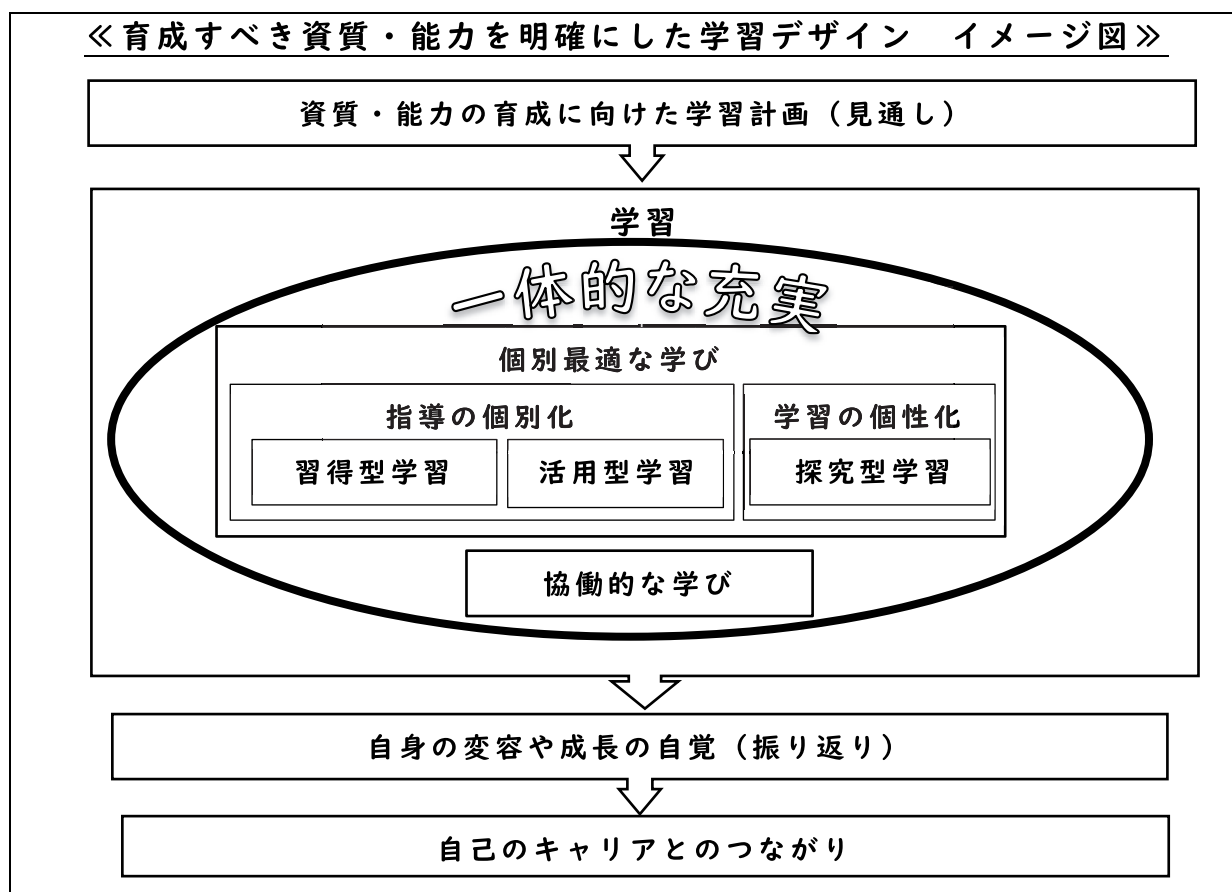 ≪育成すべき資質・能力を明確にした学習デザイン　イメージ図≫
資質・能力の育成に向けた学習計画（見通し）
学習
一体的な充実
個別最適な学び
指導の個別化
学習の個性化
習得型学習
活用型学習
探究型学習
協働的な学び
自身の変容や成長の自覚（振り返り）
自己のキャリアとのつながり